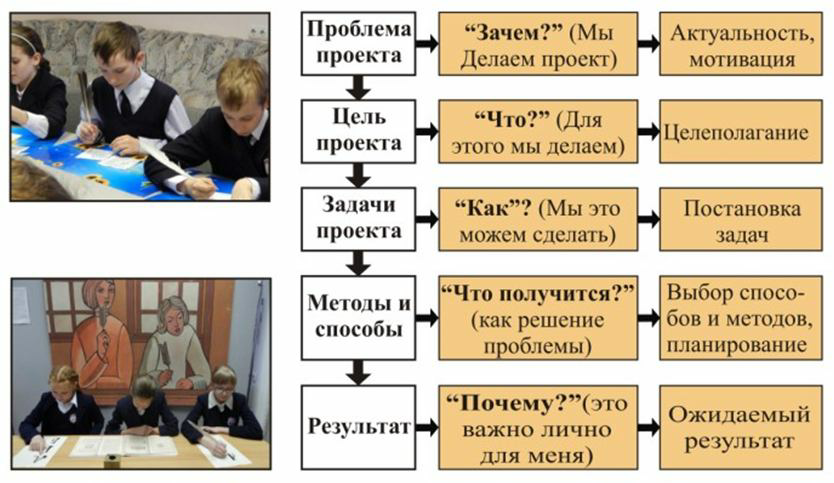 Проблема
проекта
“Зачем?” (Мы
Делаем проект)
Актуальность,
мотивация
Цель
проекта
“Что?” (Для
этого мы делаем)
Целеполагание
Задачи
проекта
“Как”? (Мы это
можем сделать)
Постановка
задач
Методы и
способы
“Что получится?”
(как решение
проблемы)
Выбор спосо-
бов и методов,
планирование
Результат
“Почему?”(это
важно лично
для меня)
Ожидаемый
результат